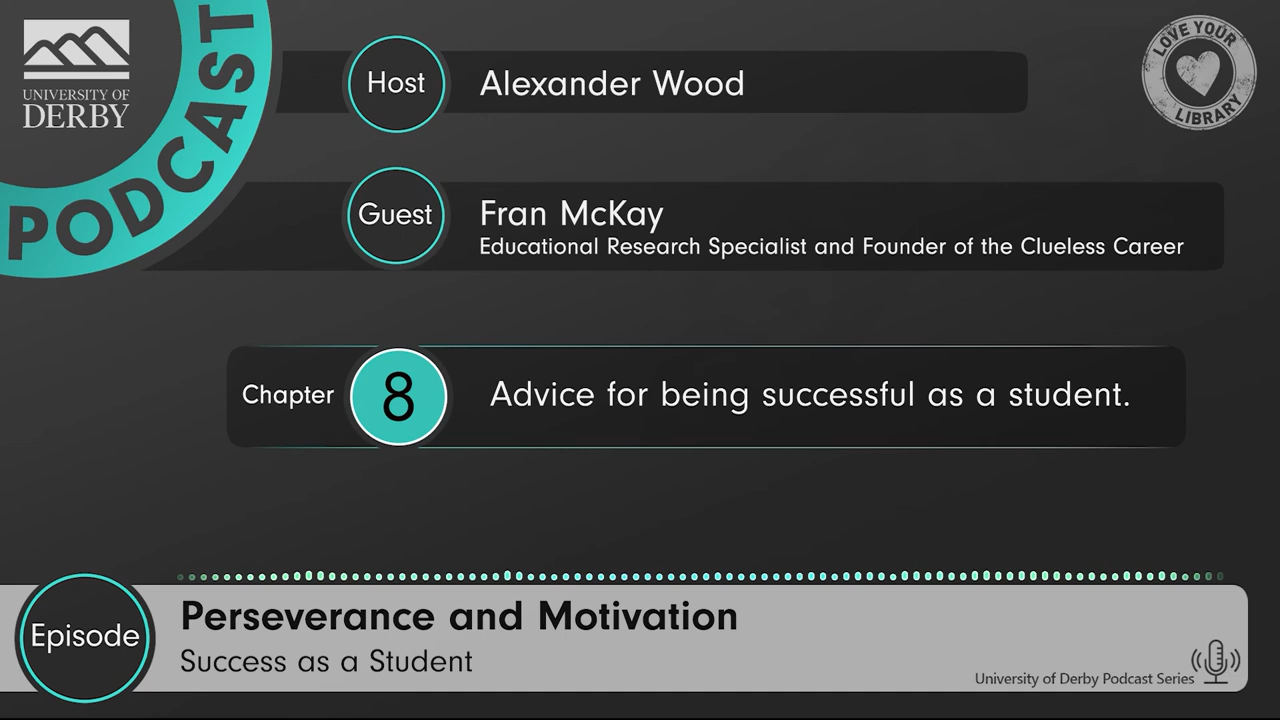 UNIVERSITY OF
DERBY
PODCAST
Host
Alexander Wood
LOVE YOUR
LIBRARY
Guest
Fran McKay
Educational Research Specialist and Founder of the Clueless Career
Chapter
8
Advice for being successful as a student.
Episode
Perseverance and Motivation
Success as a Student
University of Derby Podcast Series